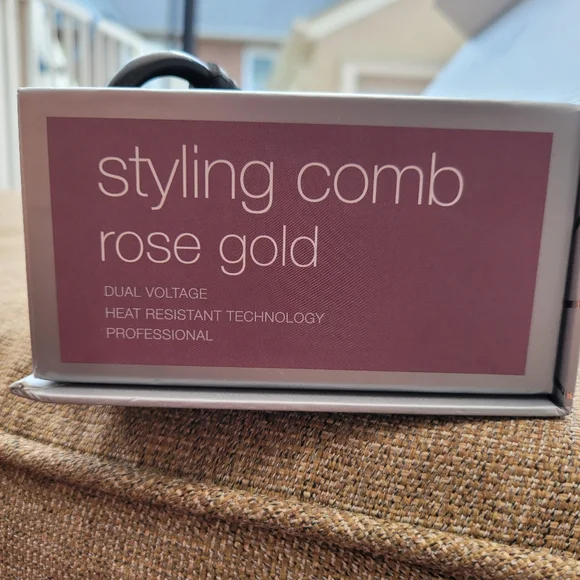 styling comb
rose gold
DUAL VOLTAGE
HEAT RESISTANT TECHNOLOGY
PROFESSIONAL